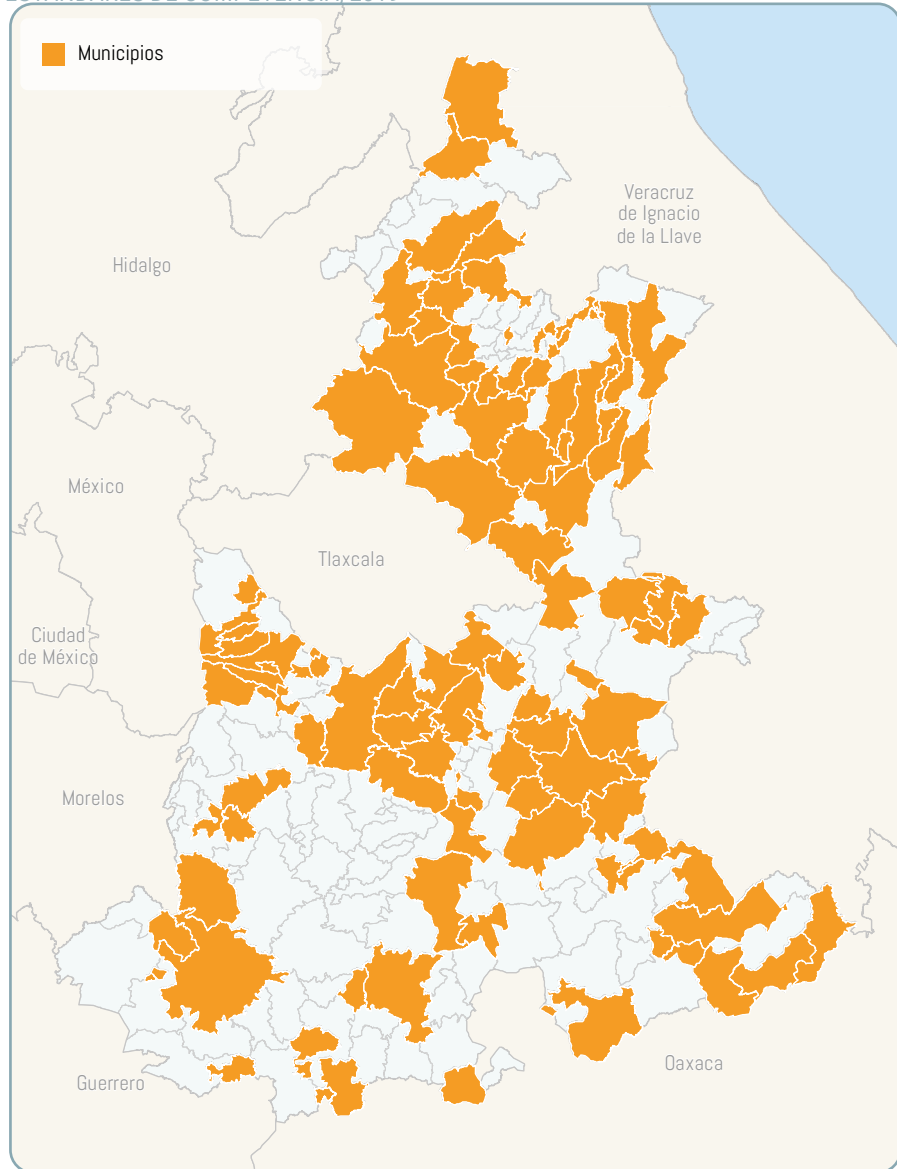 Municipios
Veracruz
de Ignacio
de la Llave
Hidalgo
México
Tlaxcala
Ciudad
de México
Morelos
Guerrero
Oaxaca